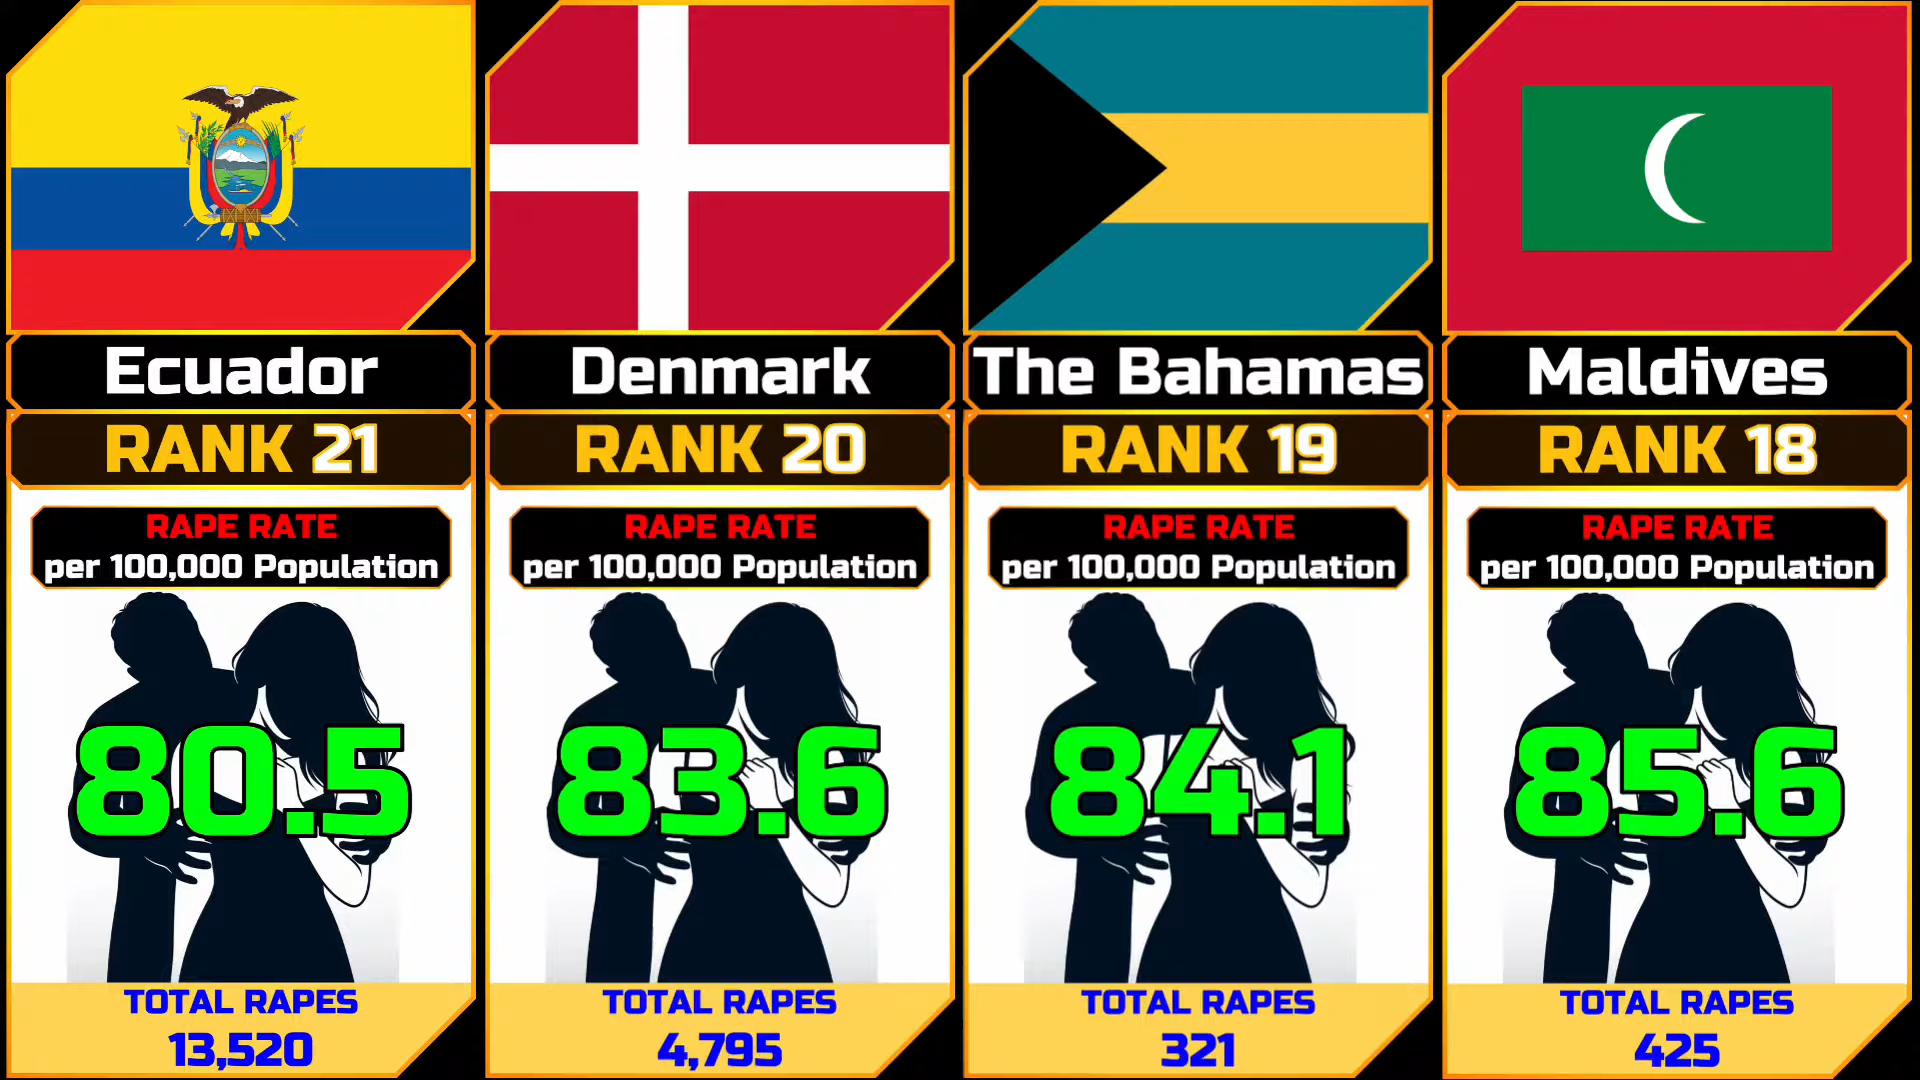 Ecuador
RANK 21
RAPE RATE
per 100,000 Population
80.5
TOTAL RAPES
13,520
Denmark
RANK 20
RAPE RATE
per 100,000 Population
83.6
TOTAL RAPES
4,795
The Bahamas
RANK 19
RAPE RATE
per 100,000 Population
84.1
TOTAL RAPES
321
Maldives
RANK 18
RAPE RATE
per 100,000 Population
85.6
TOTAL RAPES
425